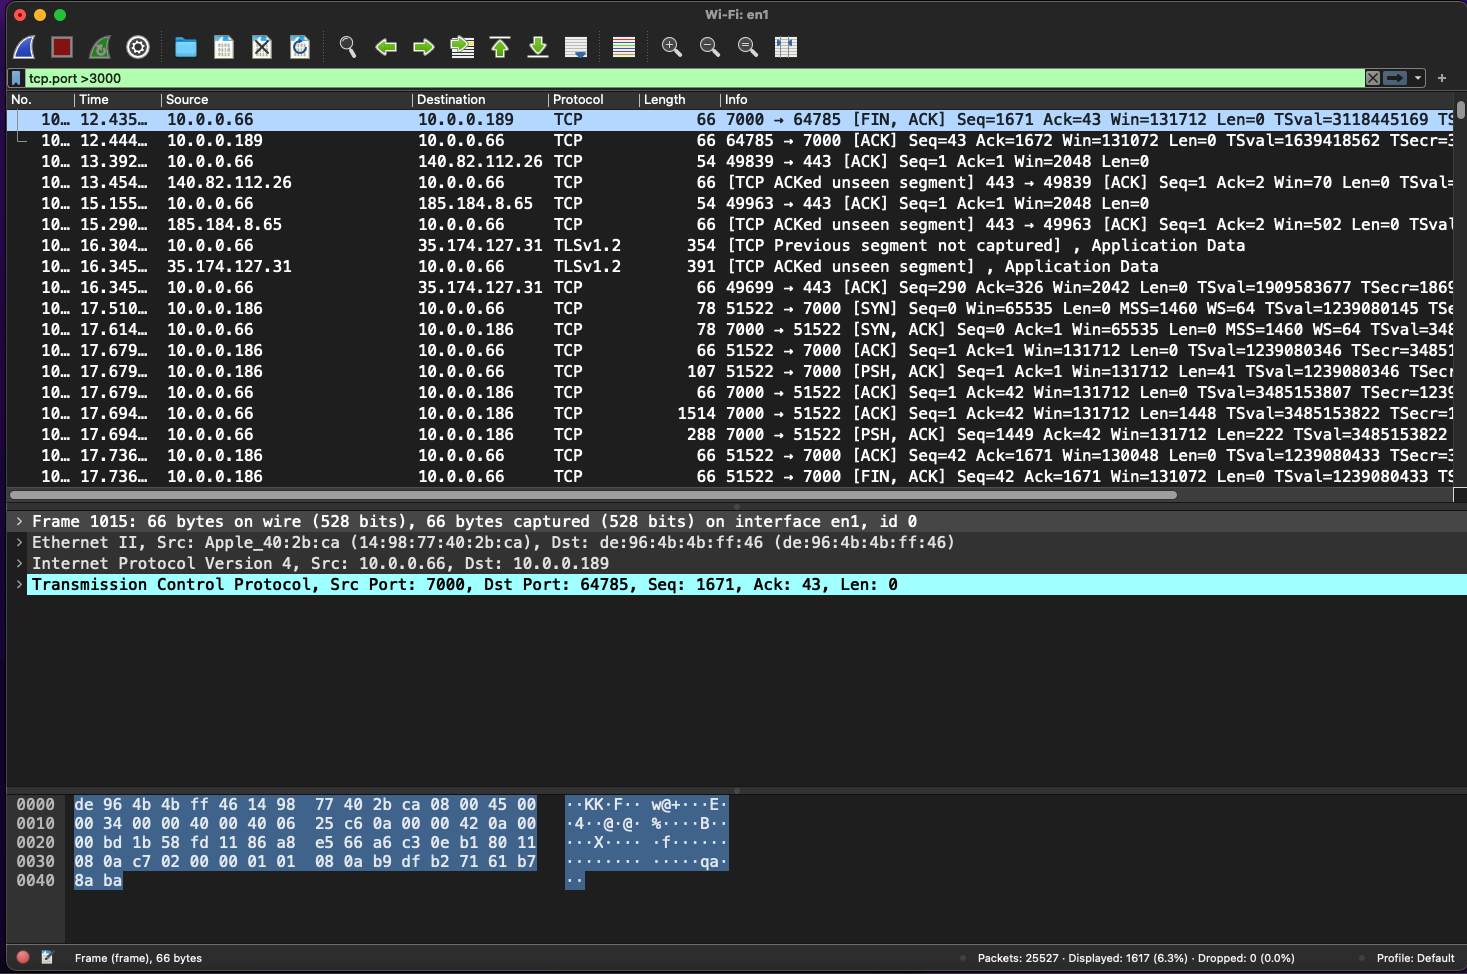 Wi-Fi: en1
tcp.port >3000
No. Time Source Destination Protocol Length Info
10… 12.435… 10.0.0.66 10.0.0.189 TCP 66 7000 → 64785 [FIN, ACK] Seq=1671 Ack=43 Win=131712 Len=0 TSval=3118445169 TS
10… 12.444… 10.0.0.189 10.0.0.66 TCP 66 64785 → 7000 [ACK] Seq=43 Ack=1672 Win=131072 Len=0 TSval=1639418562 TSecr=3
10… 13.392… 10.0.0.66 140.82.112.26 TCP 54 49839 → 443 [ACK] Seq=1 Ack=1 Win=2048 Len=0
10… 13.454… 140.82.112.26 10.0.0.66 TCP 66 [TCP ACKed unseen segment] 443 → 49839 [ACK] Seq=1 Ack=2 Win=70 Len=0 TSval=
10… 15.155… 10.0.0.66 185.184.8.65 TCP 54 49963 → 443 [ACK] Seq=1 Ack=1 Win=2048 Len=0
10… 15.290… 185.184.8.65 10.0.0.66 TCP 66 [TCP ACKed unseen segment] 443 → 49963 [ACK] Seq=1 Ack=2 Win=502 Len=0 TSval
10… 16.304… 10.0.0.66 35.174.127.31 TLSv1.2 354 [TCP Previous segment not captured] , Application Data
10… 16.345… 35.174.127.31 10.0.0.66 TLSv1.2 391 [TCP ACKed unseen segment] , Application Data
10… 16.345… 10.0.0.66 35.174.127.31 TCP 66 49699 → 443 [ACK] Seq=290 Ack=326 Win=2042 Len=0 TSval=1909583677 TSecr=1869
10… 17.510… 10.0.0.186 10.0.0.66 TCP 78 51522 → 7000 [SYN] Seq=0 Win=65535 Len=0 MSS=1460 WS=64 TSval=1239080145 TSe
10… 17.614… 10.0.0.66 10.0.0.186 TCP 78 7000 → 51522 [SYN, ACK] Seq=0 Ack=1 Win=65535 Len=0 MSS=1460 WS=64 TSval=348
10… 17.679… 10.0.0.186 10.0.0.66 TCP 66 51522 → 7000 [ACK] Seq=1 Ack=1 Win=131712 Len=0 TSval=1239080346 TSecr=34851
10… 17.679… 10.0.0.186 10.0.0.66 TCP 107 51522 → 7000 [PSH, ACK] Seq=1 Ack=1 Win=131712 Len=41 TSval=1239080346 TSecr
10… 17.679… 10.0.0.66 10.0.0.186 TCP 66 7000 → 51522 [ACK] Seq=1 Ack=42 Win=131712 Len=0 TSval=3485153807 TSecr=1239
10… 17.694… 10.0.0.66 10.0.0.186 TCP 1514 7000 → 51522 [ACK] Seq=1 Ack=42 Win=131712 Len=1448 TSval=3485153822 TSecr=1
10… 17.694… 10.0.0.66 10.0.0.186 TCP 288 7000 → 51522 [PSH, ACK] Seq=1449 Ack=42 Win=131712 Len=222 TSval=3485153822
10… 17.736… 10.0.0.186 10.0.0.66 TCP 66 51522 → 7000 [ACK] Seq=42 Ack=1671 Win=130048 Len=0 TSval=1239080433 TSecr=3
10… 17.736… 10.0.0.186 10.0.0.66 TCP 66 51522 → 7000 [FIN, ACK] Seq=42 Ack=1671 Win=131072 Len=0 TSval=1239080433 TS
Frame 1015: 66 bytes on wire (528 bits), 66 bytes captured (528 bits) on interface en1, id 0
Ethernet II, Src: Apple_40:2b:ca (14:98:77:40:2b:ca), Dst: de:96:4b:4b:ff:46 (de:96:4b:4b:ff:46)
Internet Protocol Version 4, Src: 10.0.0.66, Dst: 10.0.0.189
Transmission Control Protocol, Src Port: 7000, Dst Port: 64785, Seq: 1671, Ack: 43, Len: 0
0000 de 96 4b 4b ff 46 14 98 77 40 2b ca 08 00 45 00 ··KK·F·· w@+···E·
0010 00 34 00 00 40 00 40 06 25 c6 0a 00 00 42 0a 00 ·4··@·@· %····B··
0020 00 bd 1b 58 fd 11 86 a8 e5 66 a6 c3 0e b1 80 11 ···X···· ·f······
0030 08 0a c7 02 00 00 01 01 08 0a b9 df b2 71 61 b7 ········ ·····qa·
0040 8a ba ··
Frame (frame), 66 bytes
Packets: 25527 · Displayed: 1617 (6.3%) · Dropped: 0 (0.0%)
Profile: Default